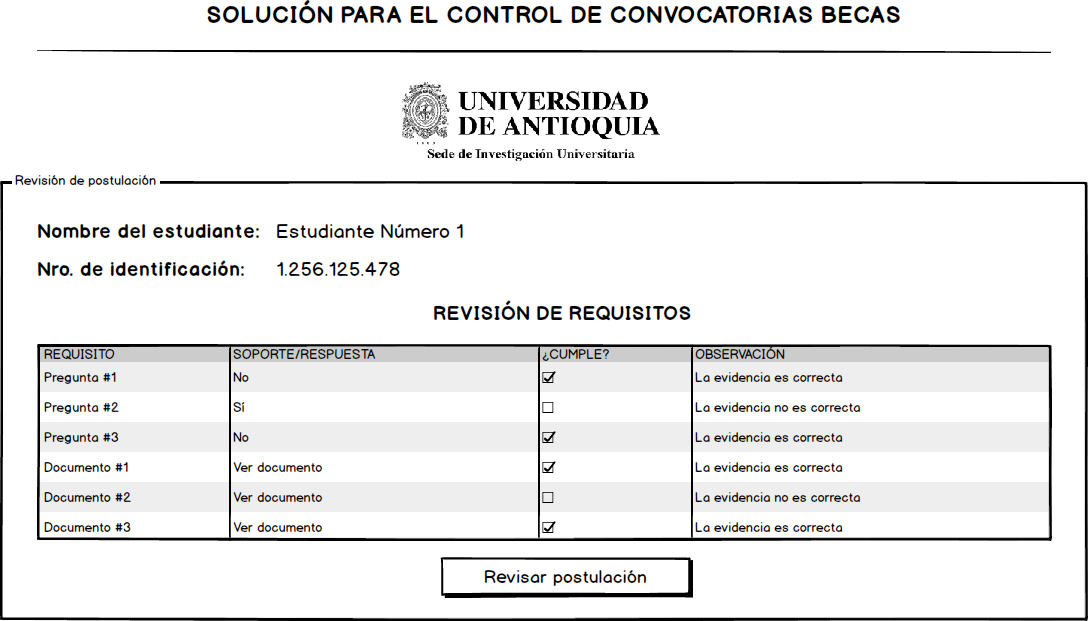 SOLUCIÓN PARA EL CONTROL DE CONVOCATORIAS BECAS
UNIVERSIDAD
DE ANTIOQUIA
Sede de Investigación Universitaria
Revisión de postulación
Nombre del estudiante: Estudiante Número 1
Nro. de identificación: 1.256.125.478
REVISIÓN DE REQUISITOS
REQUISITO SOPORTE/RESPUESTA ¿CUMPLE? OBSERVACIÓN
Pregunta #1 No La evidencia es correcta
Pregunta #2 Sí La evidencia no es correcta
Pregunta #3 No La evidencia es correcta
Documento #1 Ver documento La evidencia es correcta
Documento #2 Ver documento La evidencia no es correcta
Documento #3 Ver documento La evidencia es correcta
Revisar postulación